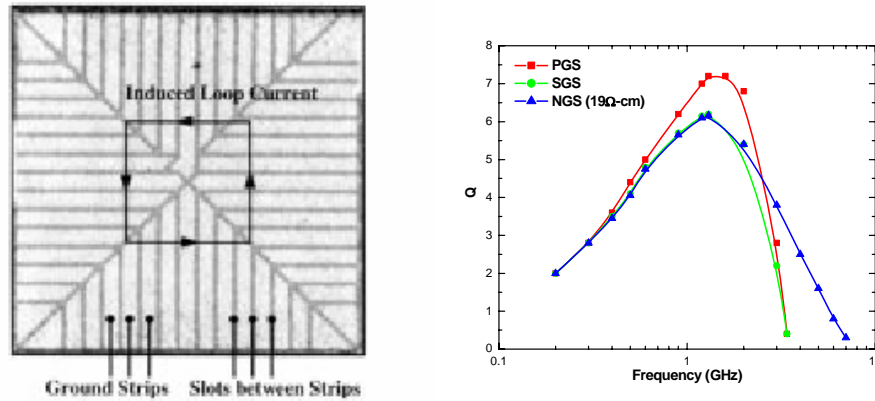 Induced Loop Current
Ground Strips Slots between Strips
8
7
6
5
4
3
2
1
0
Q
PGS
SGS
NGS (19Ω-cm)
0.1 1 1
Frequency (GHz)